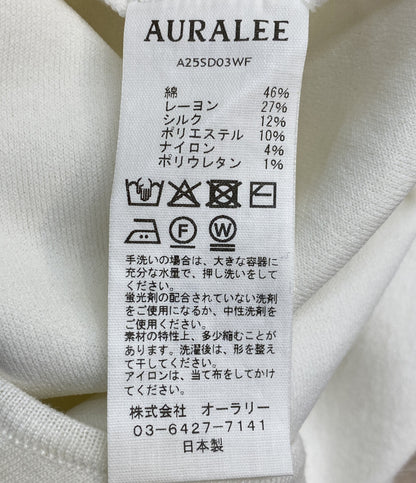 AURALEE
A25SD03WF
綿 46%
レーヨン 27%
シルク 12%
ポリエステル 10%
ナイロン 4%
ポリウレタン 1%
F W
手洗いの場合は、大きな容器に
充分な水量で、押し洗いをして
ください。
蛍光剤の配合されていない洗剤
をご使用になるか、中性洗剤を
ご使用ください。
素材の特性上、多少縮むことが
あります。洗濯後は、形を整え
て干してください。
アイロンは、当て布をしてかけ
てください。
株式会社 オーラリー
03-6427-7141
日本製